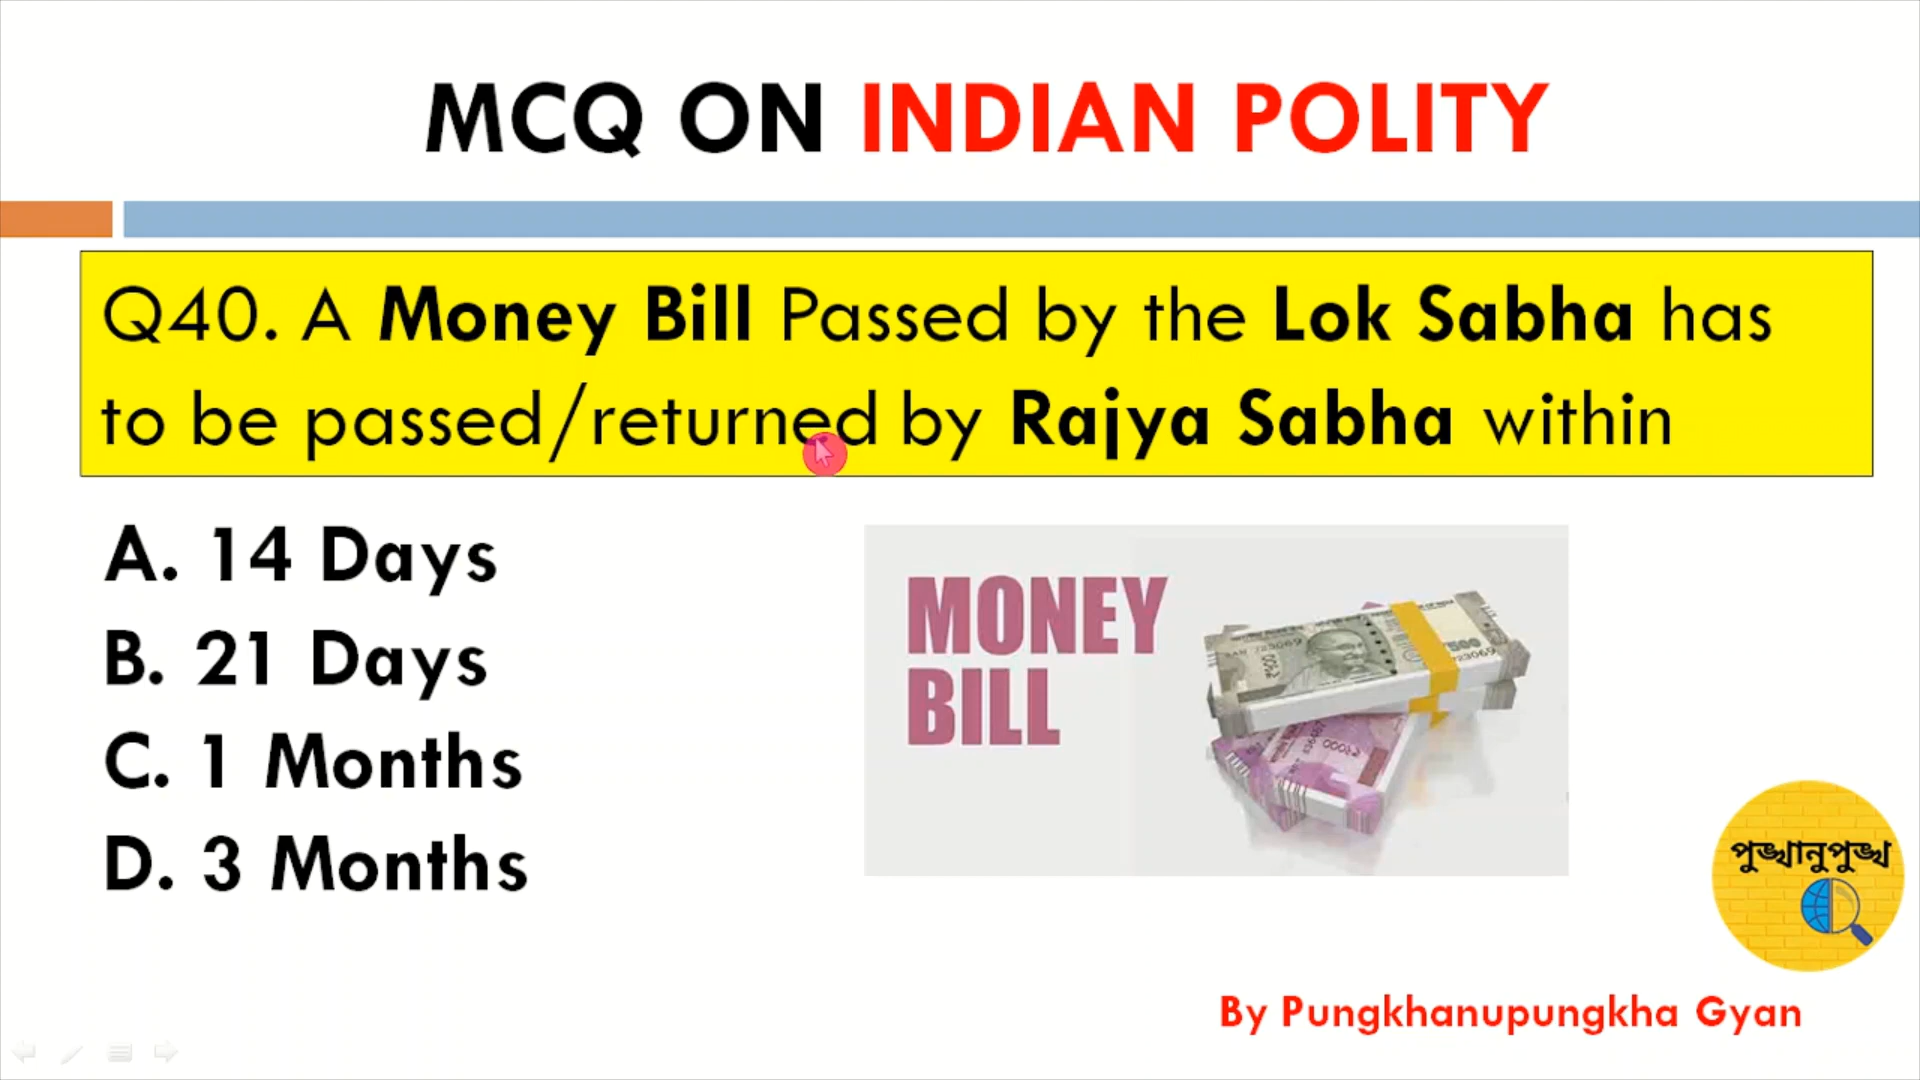 MCQ ON INDIAN POLITY
Q40. A Money Bill Passed by the Lok Sabha has
to be passed/returned by Rajya Sabha within
A. 14 Days
B. 21 Days
C. 1 Months
D. 3 Months
MONEY
BILL
পুঙ্খানুপুঙ্খ
By Pungkhanupungkha Gyan